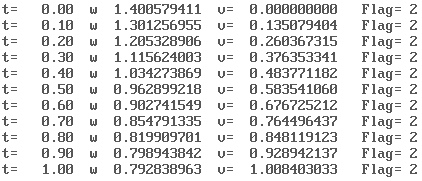 t= 0.00 w 1.400579411 v= 0.000000000 Flag= 2
t= 0.10 w 1.301256955 v= 0.135079404 Flag= 2
t= 0.20 w 1.205328906 v= 0.260367315 Flag= 2
t= 0.30 w 1.115624003 v= 0.376353341 Flag= 2
t= 0.40 w 1.034273869 v= 0.483771182 Flag= 2
t= 0.50 w 0.962899218 v= 0.583541060 Flag= 2
t= 0.60 w 0.902741549 v= 0.676725212 Flag= 2
t= 0.70 w 0.854791335 v= 0.764496437 Flag= 2
t= 0.80 w 0.819909701 v= 0.848119123 Flag= 2
t= 0.90 w 0.798943842 v= 0.928942137 Flag= 2
t= 1.00 w 0.792838963 v= 1.008403033 Flag= 2